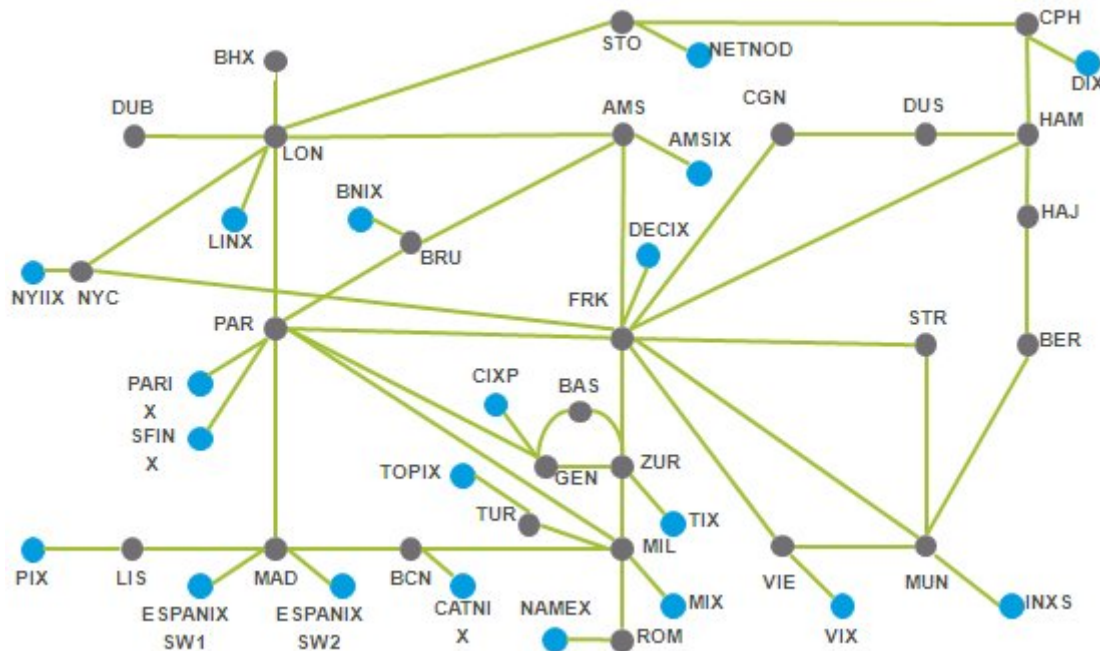 CPH
STO
NETNOD
BHX
DIX
CGN
DUS
DUB
AMS
HAM
LON
AMSIX
BNIX
LINX
HAJ
DECIX
BRU
NYIIX
NYC
FRK
PAR
STR
BER
CIXP
BAS
PARI
X
SFIN
X
TOPIX
GEN
ZUR
TUR
TIX
MIL
PIX
LIS
MAD
BCN
VIE
MUN
ESPANIX
SW1
ESPANIX
SW2
CATNI
X
NAMEX
MIX
ROM
VIX
INXS